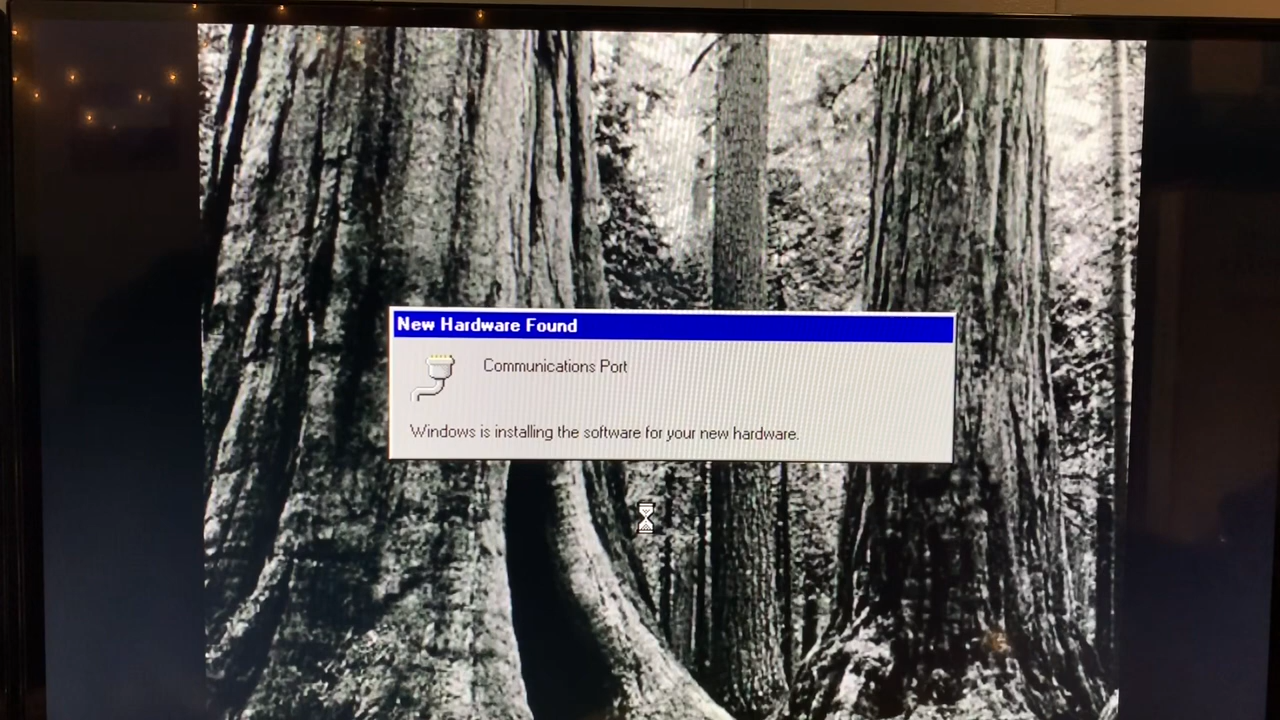 New Hardware Found
Communications Port
Windows is installing the software for your new hardware.